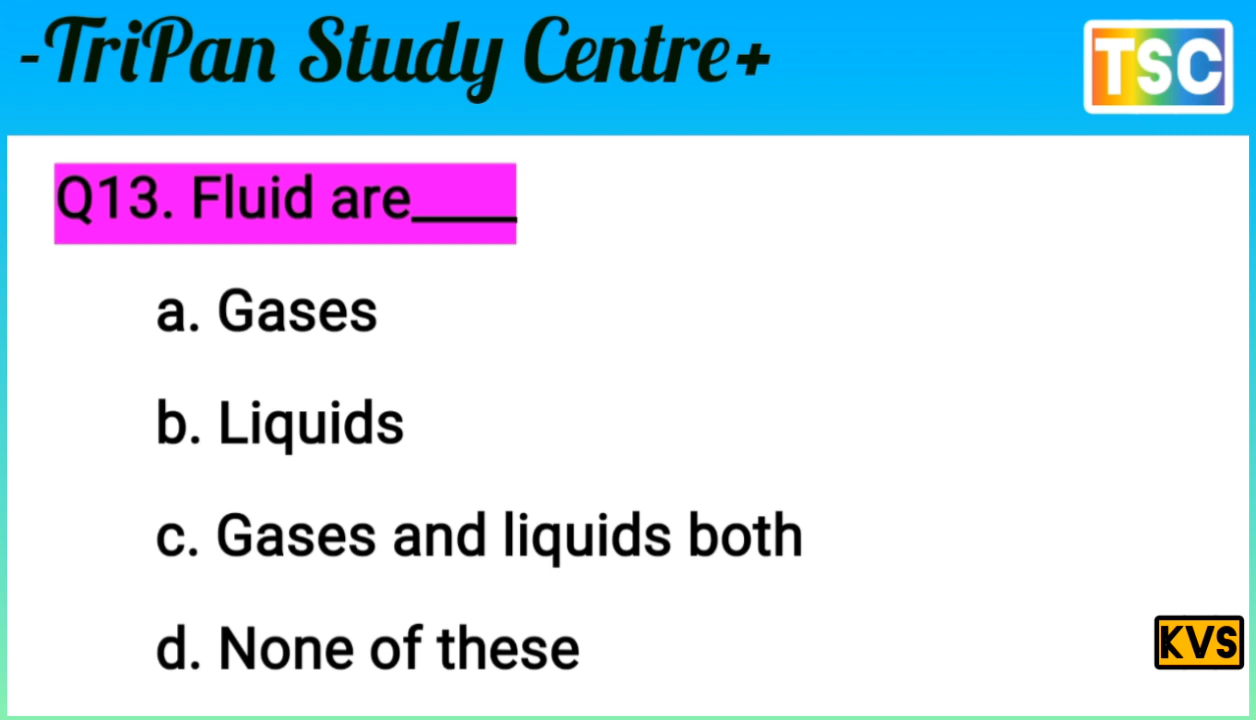 -TriPan Study Centre+
TSC
Q13. Fluid are____
a. Gases
b. Liquids
c. Gases and liquids both
d. None of these
KVS